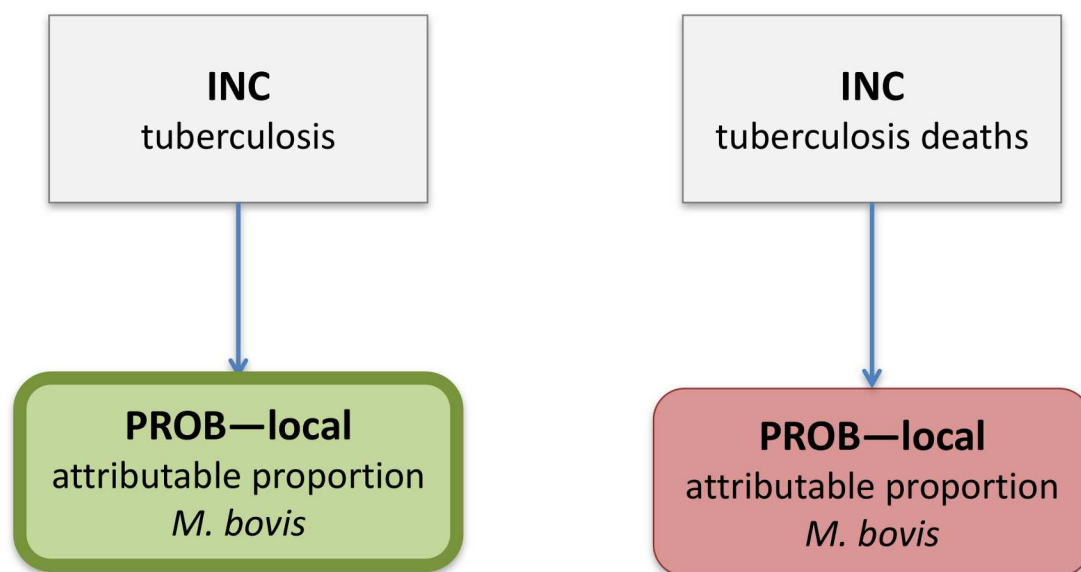 INC
tuberculosis
INC
tuberculosis deaths
PROB—local
attributable proportion
M. bovis
PROB—local
attributable proportion
M. bovis